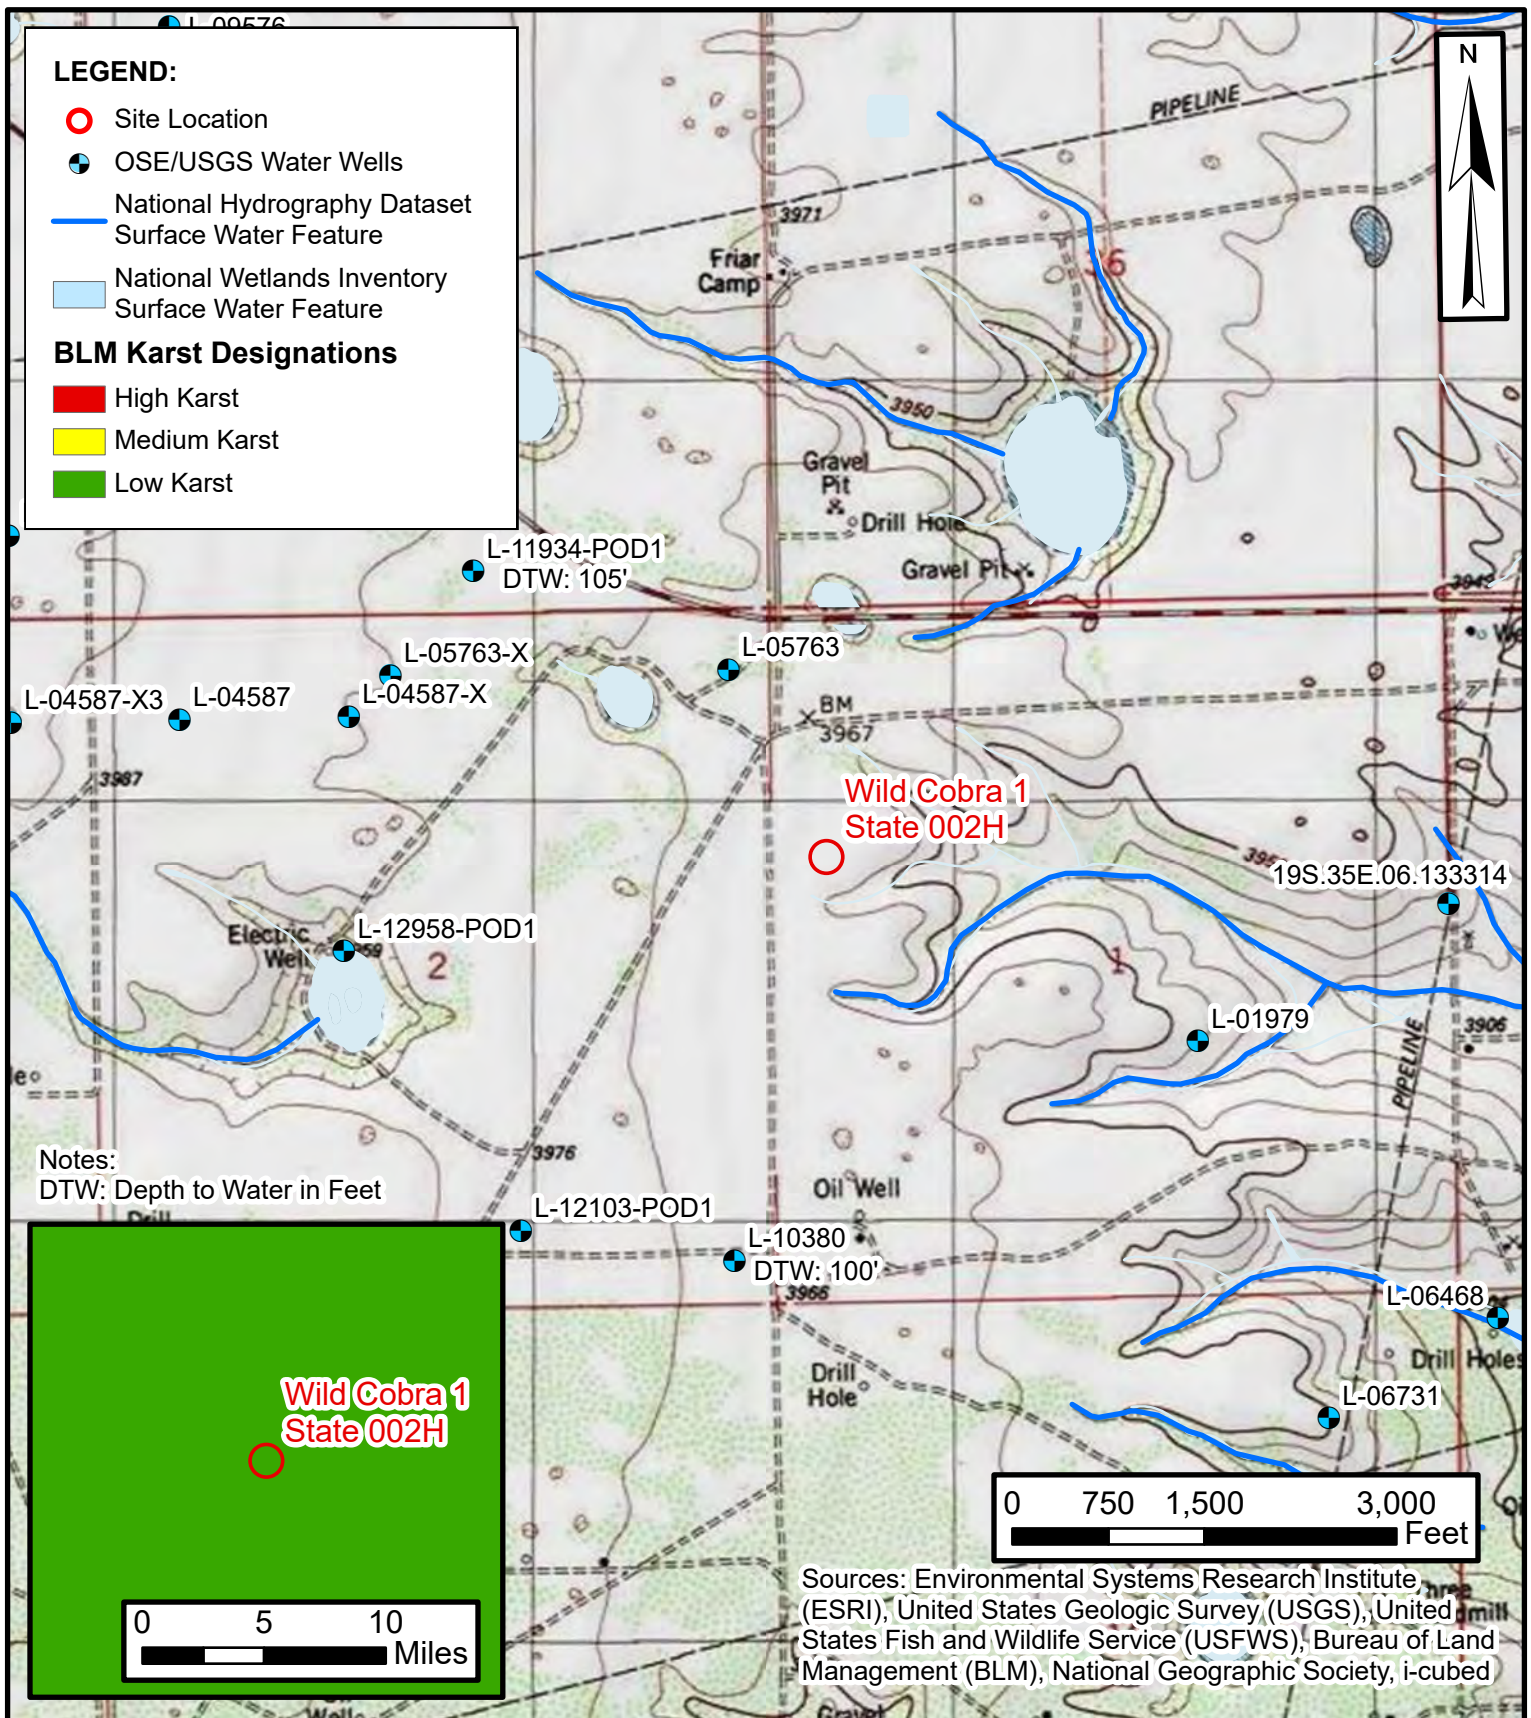 L-09576
LEGEND:
Site Location
OSE/USGS Water Wells
National Hydrography Dataset
Surface Water Feature
National Wetlands Inventory
Surface Water Feature
BLM Karst Designations
High Karst
Medium Karst
Low Karst
N
PIPELINE
3971
Friar
Camp
36
3950
Gravel
Pit
Drill Hole
Gravel Pit
L-11934-POD1
DTW: 105'
L-05763-X
L-05763
L-04587-X3
L-04587
L-04587-X
BM
3967
3987
Wild Cobra 1
State 002H
19S.35E.06.133314
Electric
Well
L-12958-POD1
2
1
L-01979
3906
PIPELINE
Notes:
DTW: Depth to Water in Feet
3976
Oil Well
Drill
L-12103-POD1
L-10380
DTW: 100'
3966
L-06468
Drill Holes
Drill
Hole
L-06731
Wild Cobra 1
State 002H
0 750 1,500 3,000
Feet
0 5 10
Miles
Sources: Environmental Systems Research Institute
(ESRI), United States Geologic Survey (USGS), United
States Fish and Wildlife Service (USFWS), Bureau of Land
Management (BLM), National Geographic Society, i-cubed
Gravel